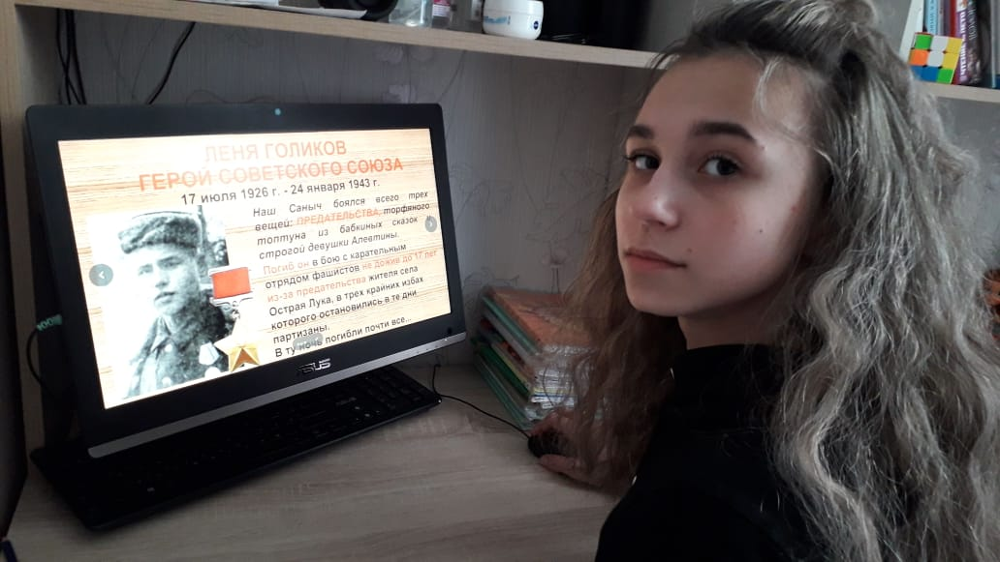 ЛЕНЯ ГОЛИКОВ
ГЕРОЙ СОВЕТСКОГО СОЮЗА
17 июля 1926 г. - 24 января 1943 г.
Наш Саныч боялся всего трех
вещей: ПРЕДАТЕЛЬСТВА, торфяного
топтуна из бабкиных сказок и
строгой девушки Алевтины.
Погиб он в бою с карательным
отрядом фашистов не дожив до 17 лет
из-за предательства жителя села
Острая Лука, в трех крайних избах
которого остановились в те дни
партизаны.
В ту ночь погибли почти все...
ASUS
NIVEA